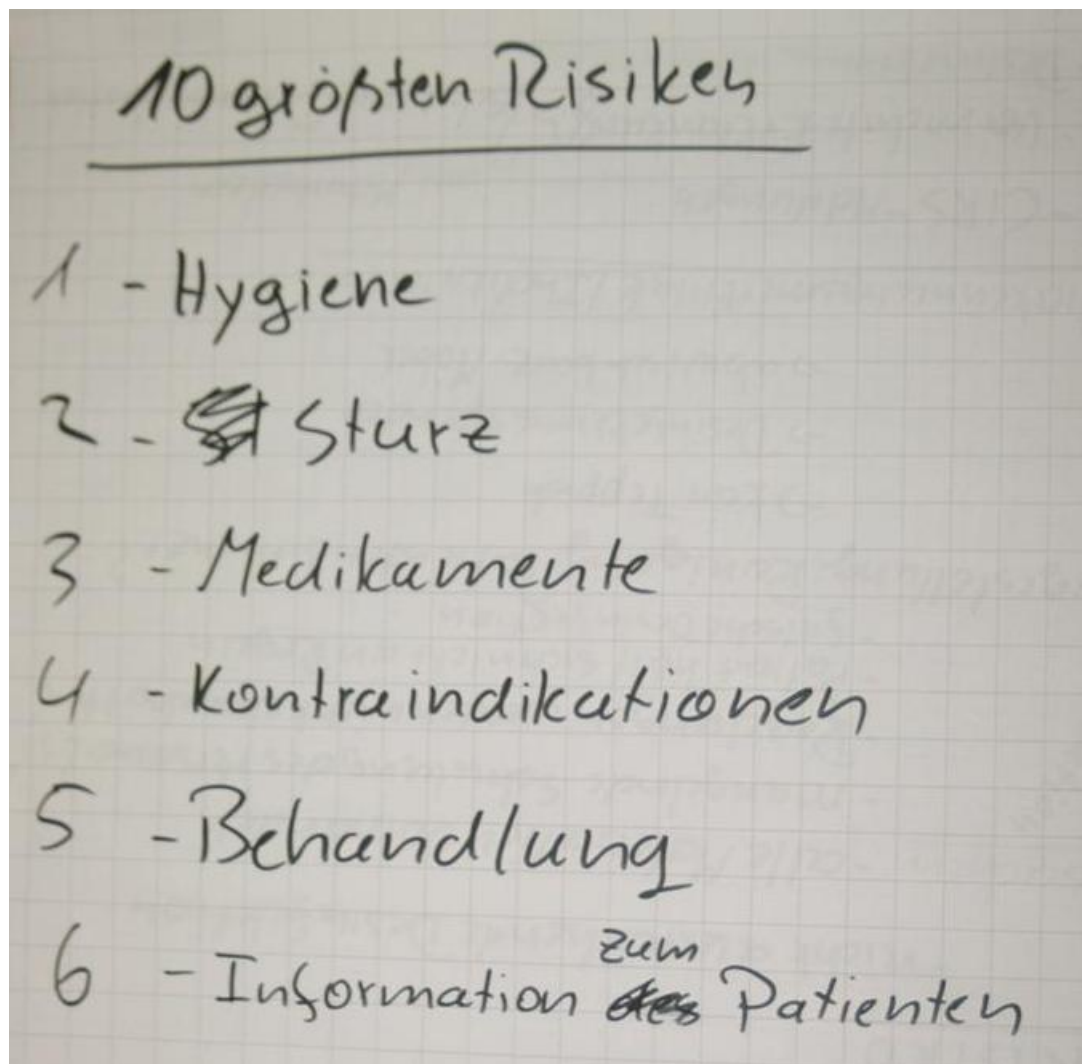 10 größten Risiken
1 - Hygiene
2 - Sturz
3 - Medikamente
4 - Kontraindikationen
5 - Behandlung
6 - Information zum Patienten